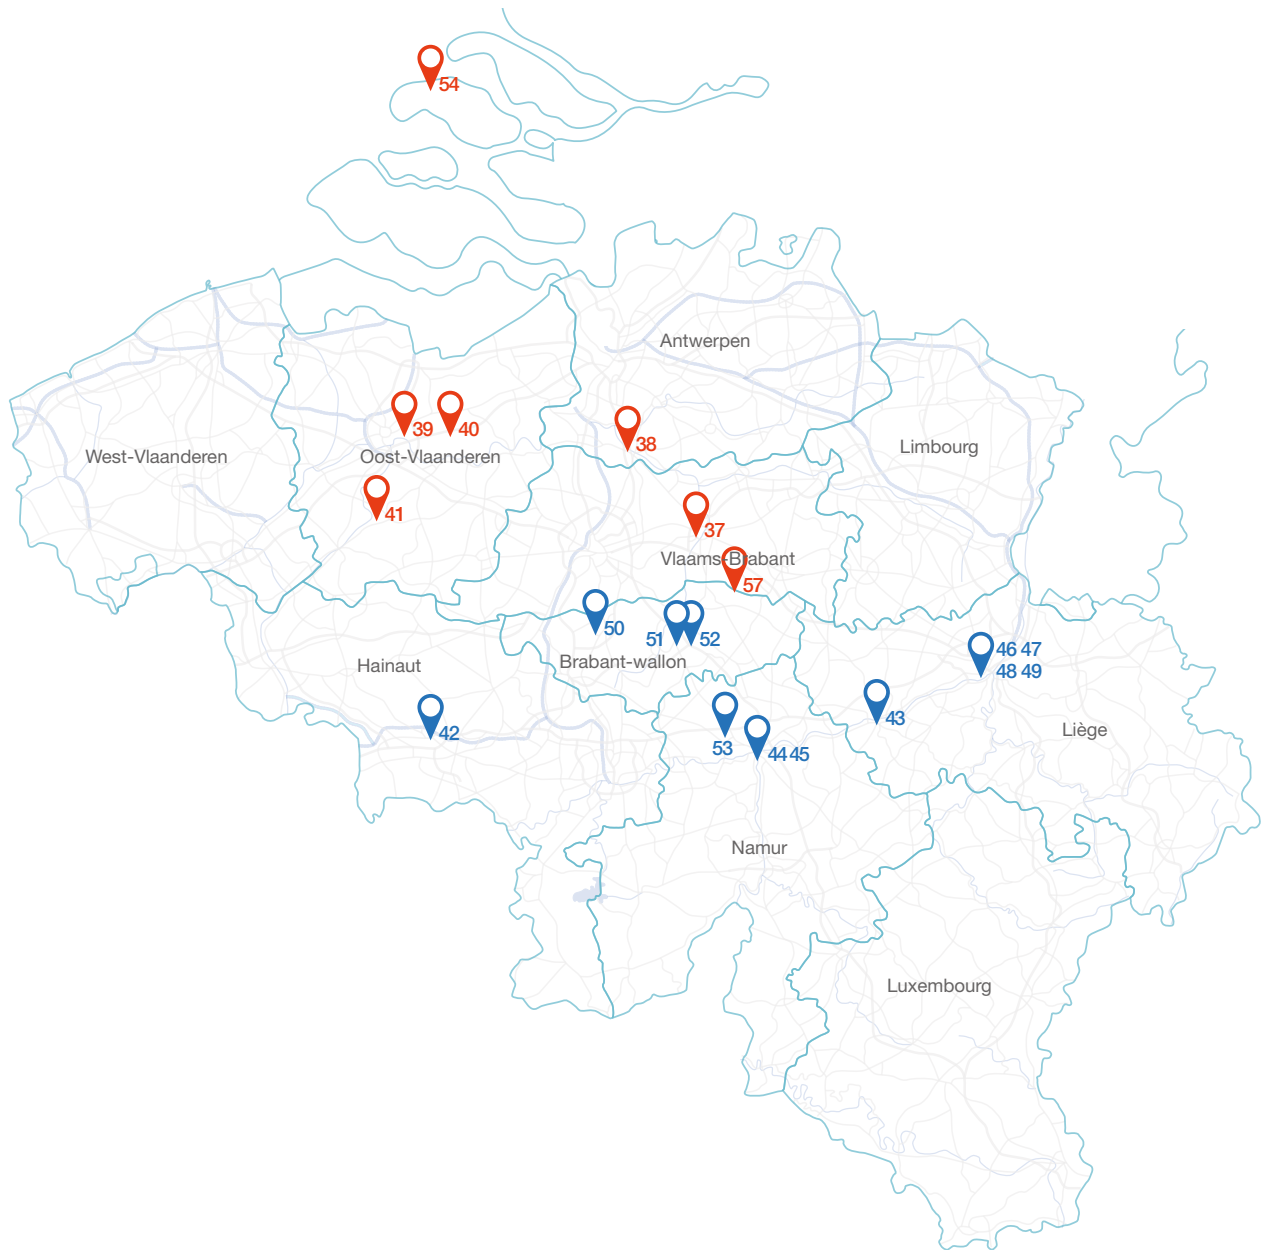 54
Antwerpen
39
40
38
Limbourg
West-Vlaanderen
Oost-Vlaanderen
41
37
Vlaams-Brabant
57
50
51
52
46 47
48 49
Brabant-wallon
Hainaut
43
42
53
44 45
Liège
Namur
Luxembourg